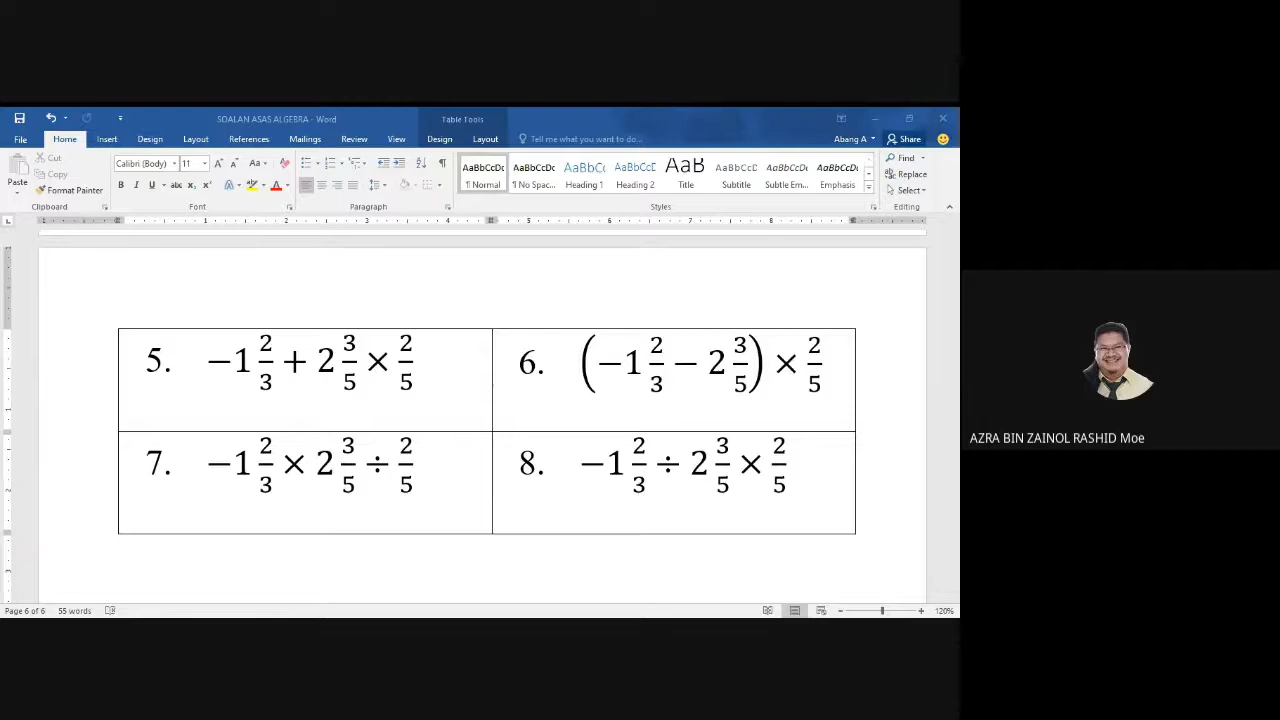 SOALAN ASAS ALGEBRA - Word
Table Tools
File Home Insert Design Layout References Mailings Review View Design Layout Tell me what you want to do... Abang A Share
Paste
Cut
Copy
Format Painter
Calibri (Body) 11
AaBbCcDc AaBbCcDc AaBbCc AaBbCcE AaB AaBbCcD AaBbCcDc AaBbCcDc
¶ Normal ¶ No Spac... Heading 1 Heading 2 Title Subtitle Subtle Em... Emphasis
Find
Replace
Select
Clipboard Font Paragraph Styles Editing
5. −1 2/3 + 2 3/5 × 2/5
6. (−1 2/3 − 2 3/5) × 2/5
7. −1 2/3 × 2 3/5 ÷ 2/5
8. −1 2/3 ÷ 2 3/5 × 2/5
AZRA BIN ZAINOL RASHID Moe
Page 6 of 6 55 words 120%